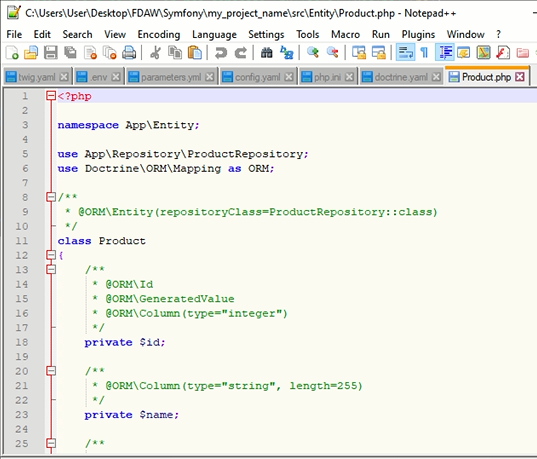 C:\Users\User\Desktop\FDAW\Symfony\my_project_name\src\Entity\Product.php - Notepad++
File Edit Search View Encoding Language Settings Tools Macro Run Plugins Window ?
twig.yaml .env parameters.yml config.yaml php.ini doctrine.yaml Product.php
1 <?php
2
3 namespace App\Entity;
4
5 use App\Repository\ProductRepository;
6 use Doctrine\ORM\Mapping as ORM;
7
8 /**
9 * @ORM\Entity(repositoryClass=ProductRepository::class)
10 */
11 class Product
12 {
13 /**
14 * @ORM\Id
15 * @ORM\GeneratedValue
16 * @ORM\Column(type="integer")
17 */
18 private $id;
19
20 /**
21 * @ORM\Column(type="string", length=255)
22 */
23 private $name;
24
25 /**